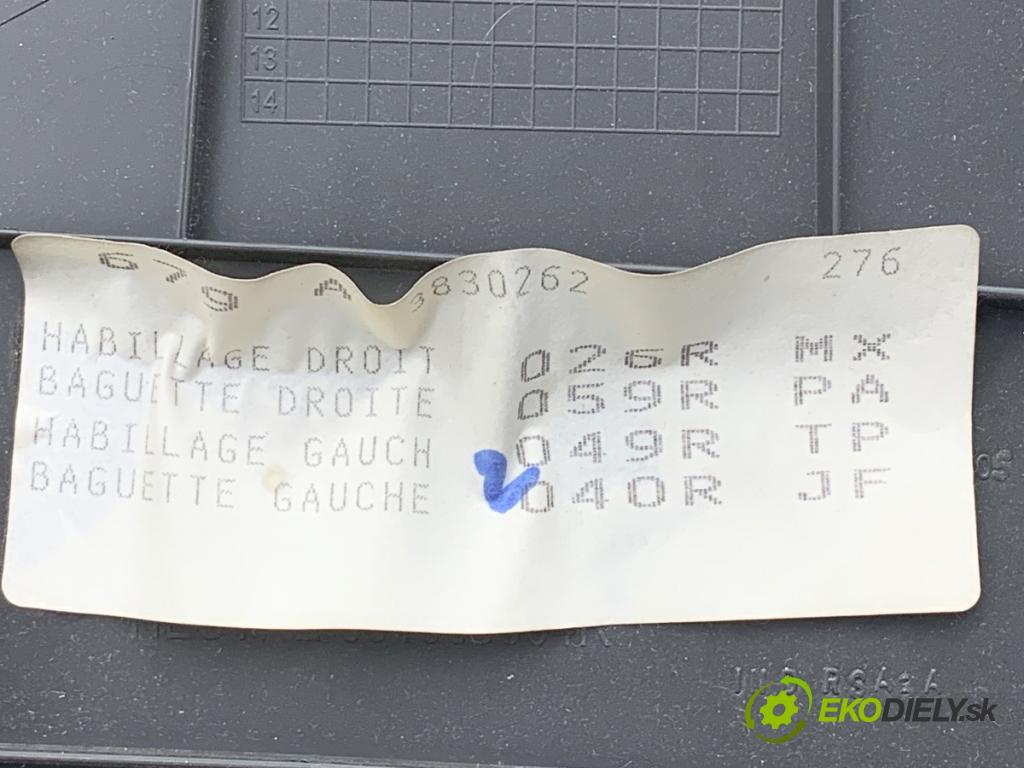 12
13
14
679 A 3830262 276
HABILLAGE DROIT 026R MX
BAGUETTE DROITE 059R PA
HABILLAGE GAUCH 049R TP
BAGUETTE GAUCHE 040R JF
EKODIELY.sk